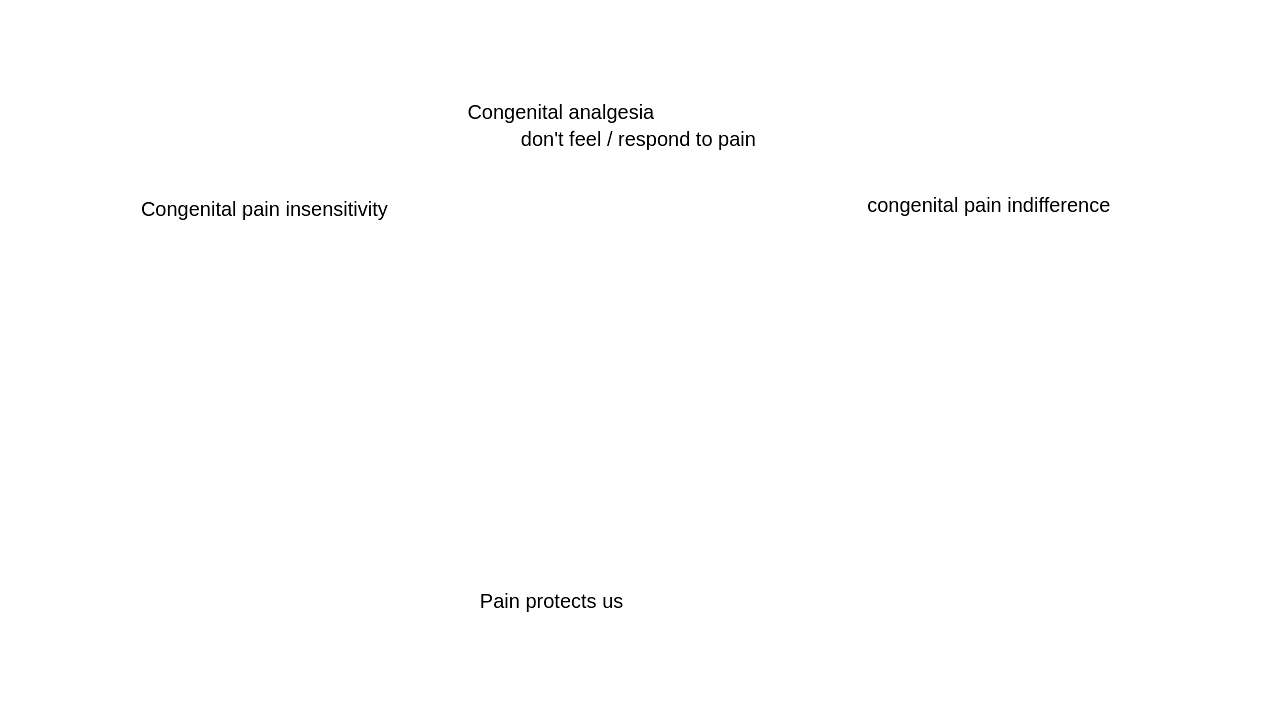 Congenital analgesia
don't feel / respond to pain
Congenital pain insensitivity
congenital pain indifference
Pain protects us